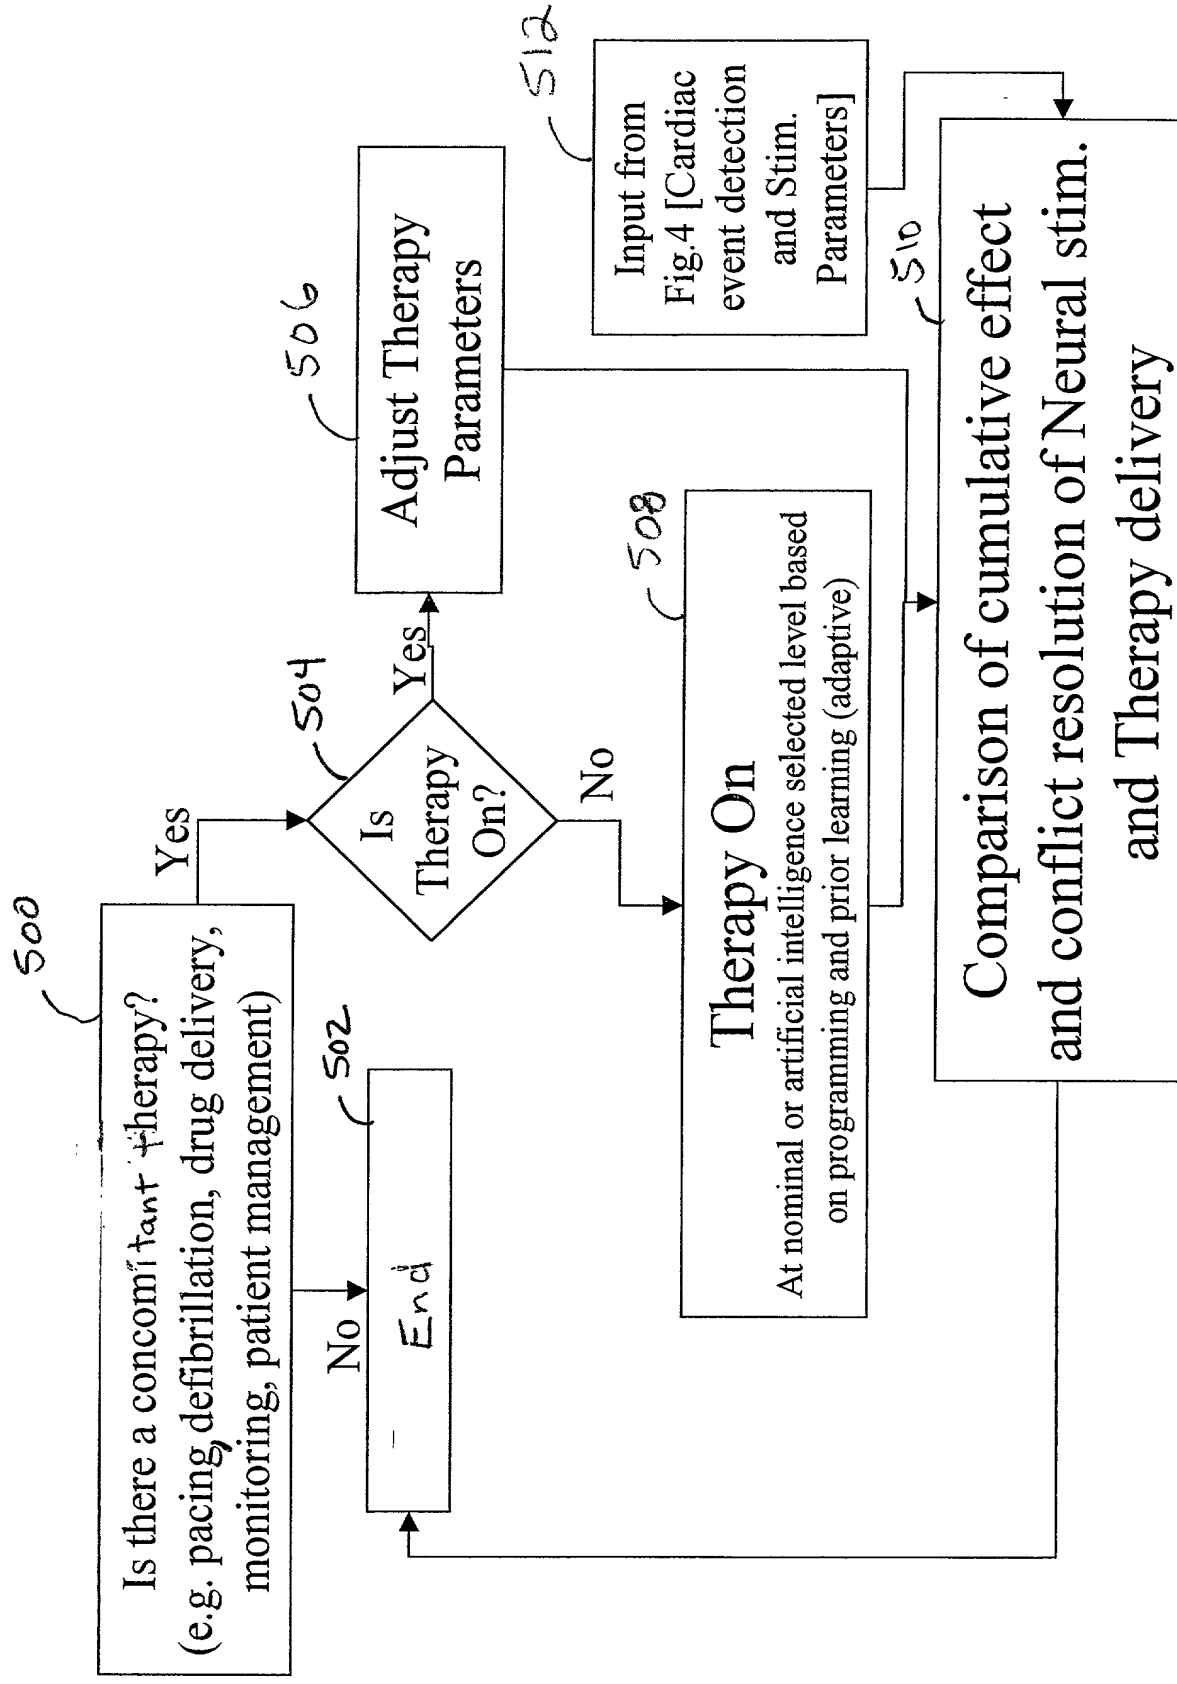 500
Is there a concomitant therapy?
(e.g. pacing, defibrillation, drug delivery,
monitoring, patient management)
Yes
No
502
End
504
Is
Therapy
On?
Yes
No
506
Adjust Therapy
Parameters
508
Therapy On
At nominal or artificial intelligence selected level based
on programming and prior learning (adaptive)
512
Input from
Fig.4 [Cardiac
event detection
and Stim.
Parameters]
510
Comparison of cumulative effect
and conflict resolution of Neural stim.
and Therapy delivery